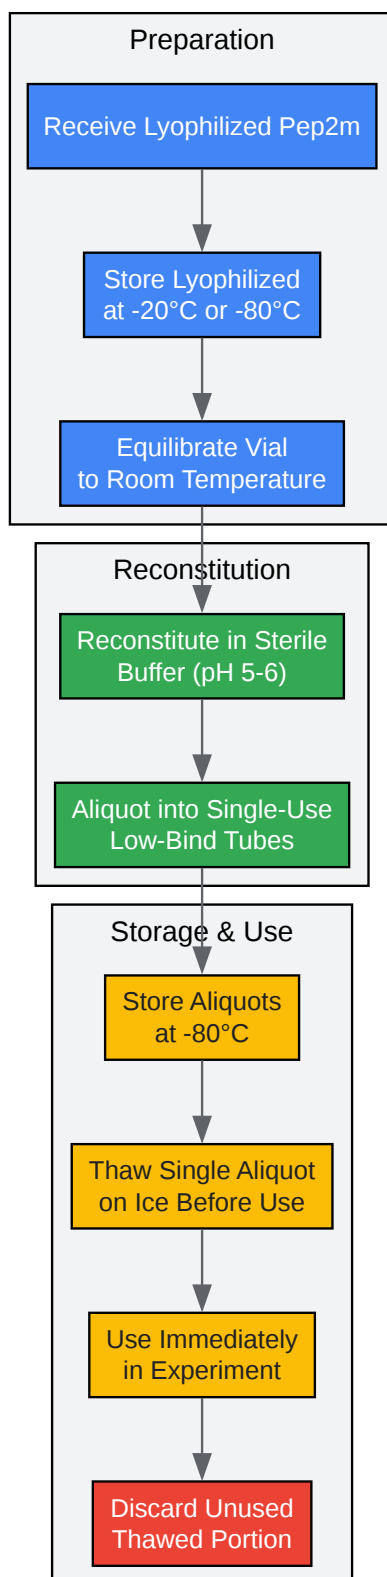 Preparation
Receive Lyophilized Pep2m
Store Lyophilized
at -20°C or -80°C
Equilibrate Vial
to Room Temperature
Reconstitution
Reconstitute in Sterile
Buffer (pH 5-6)
Aliquot into Single-Use
Low-Bind Tubes
Storage & Use
Store Aliquots
at -80°C
Thaw Single Aliquot
on Ice Before Use
Use Immediately
in Experiment
Discard Unused
Thawed Portion